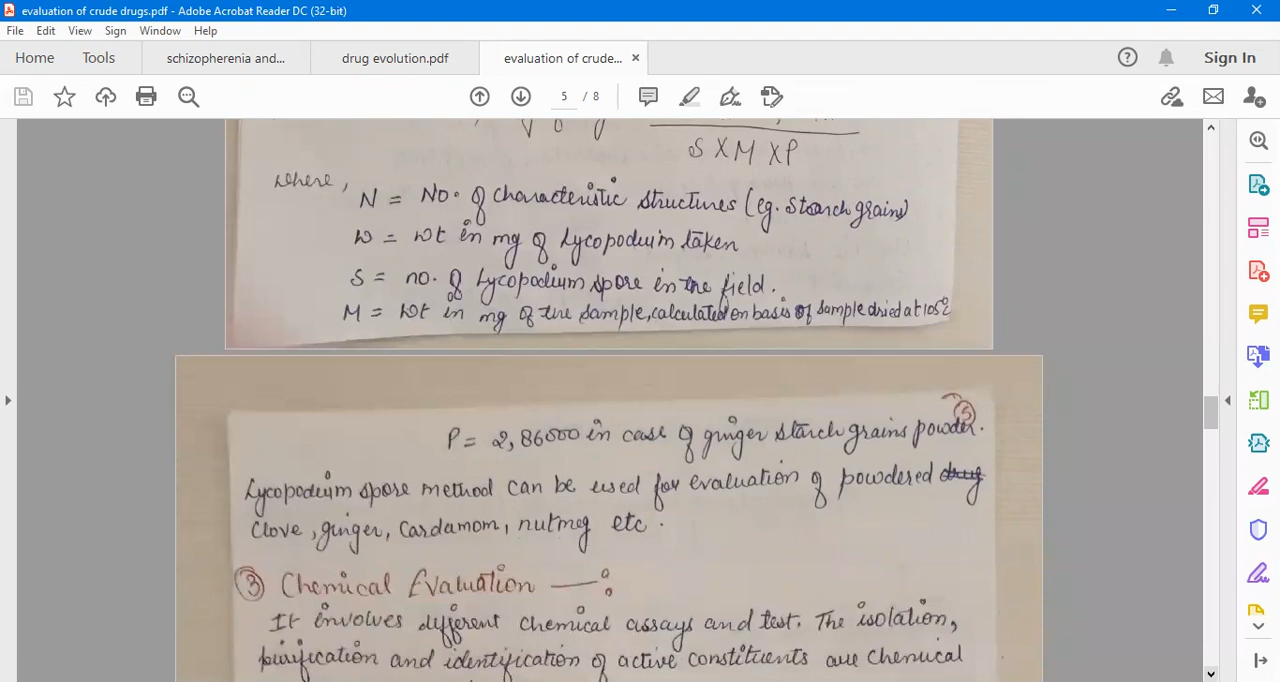 evaluation of crude drugs.pdf - Adobe Acrobat Reader DC (32-bit)
File Edit View Sign Window Help
Home Tools schizopherenia and... drug evolution.pdf evaluation of crude... × Sign In
5 / 8
S X M X P
where,
N = No. of characteristic structures (eg. Starch grains)
W = wt in mg of Lycopodium taken
S = no. of Lycopodium spore in the field.
M = wt in mg of the sample, calculated on basis of sample dried at 105°C
5
P = 2,86000 in case of ginger starch grains powder.
Lycopodium spore method can be used for evaluation of powdered drug
clove, ginger, cardamom, nutmeg etc.
3 Chemical Evaluation —:
It involves different chemical assays and test. The isolation,
purification and identification of active constituents are chemical